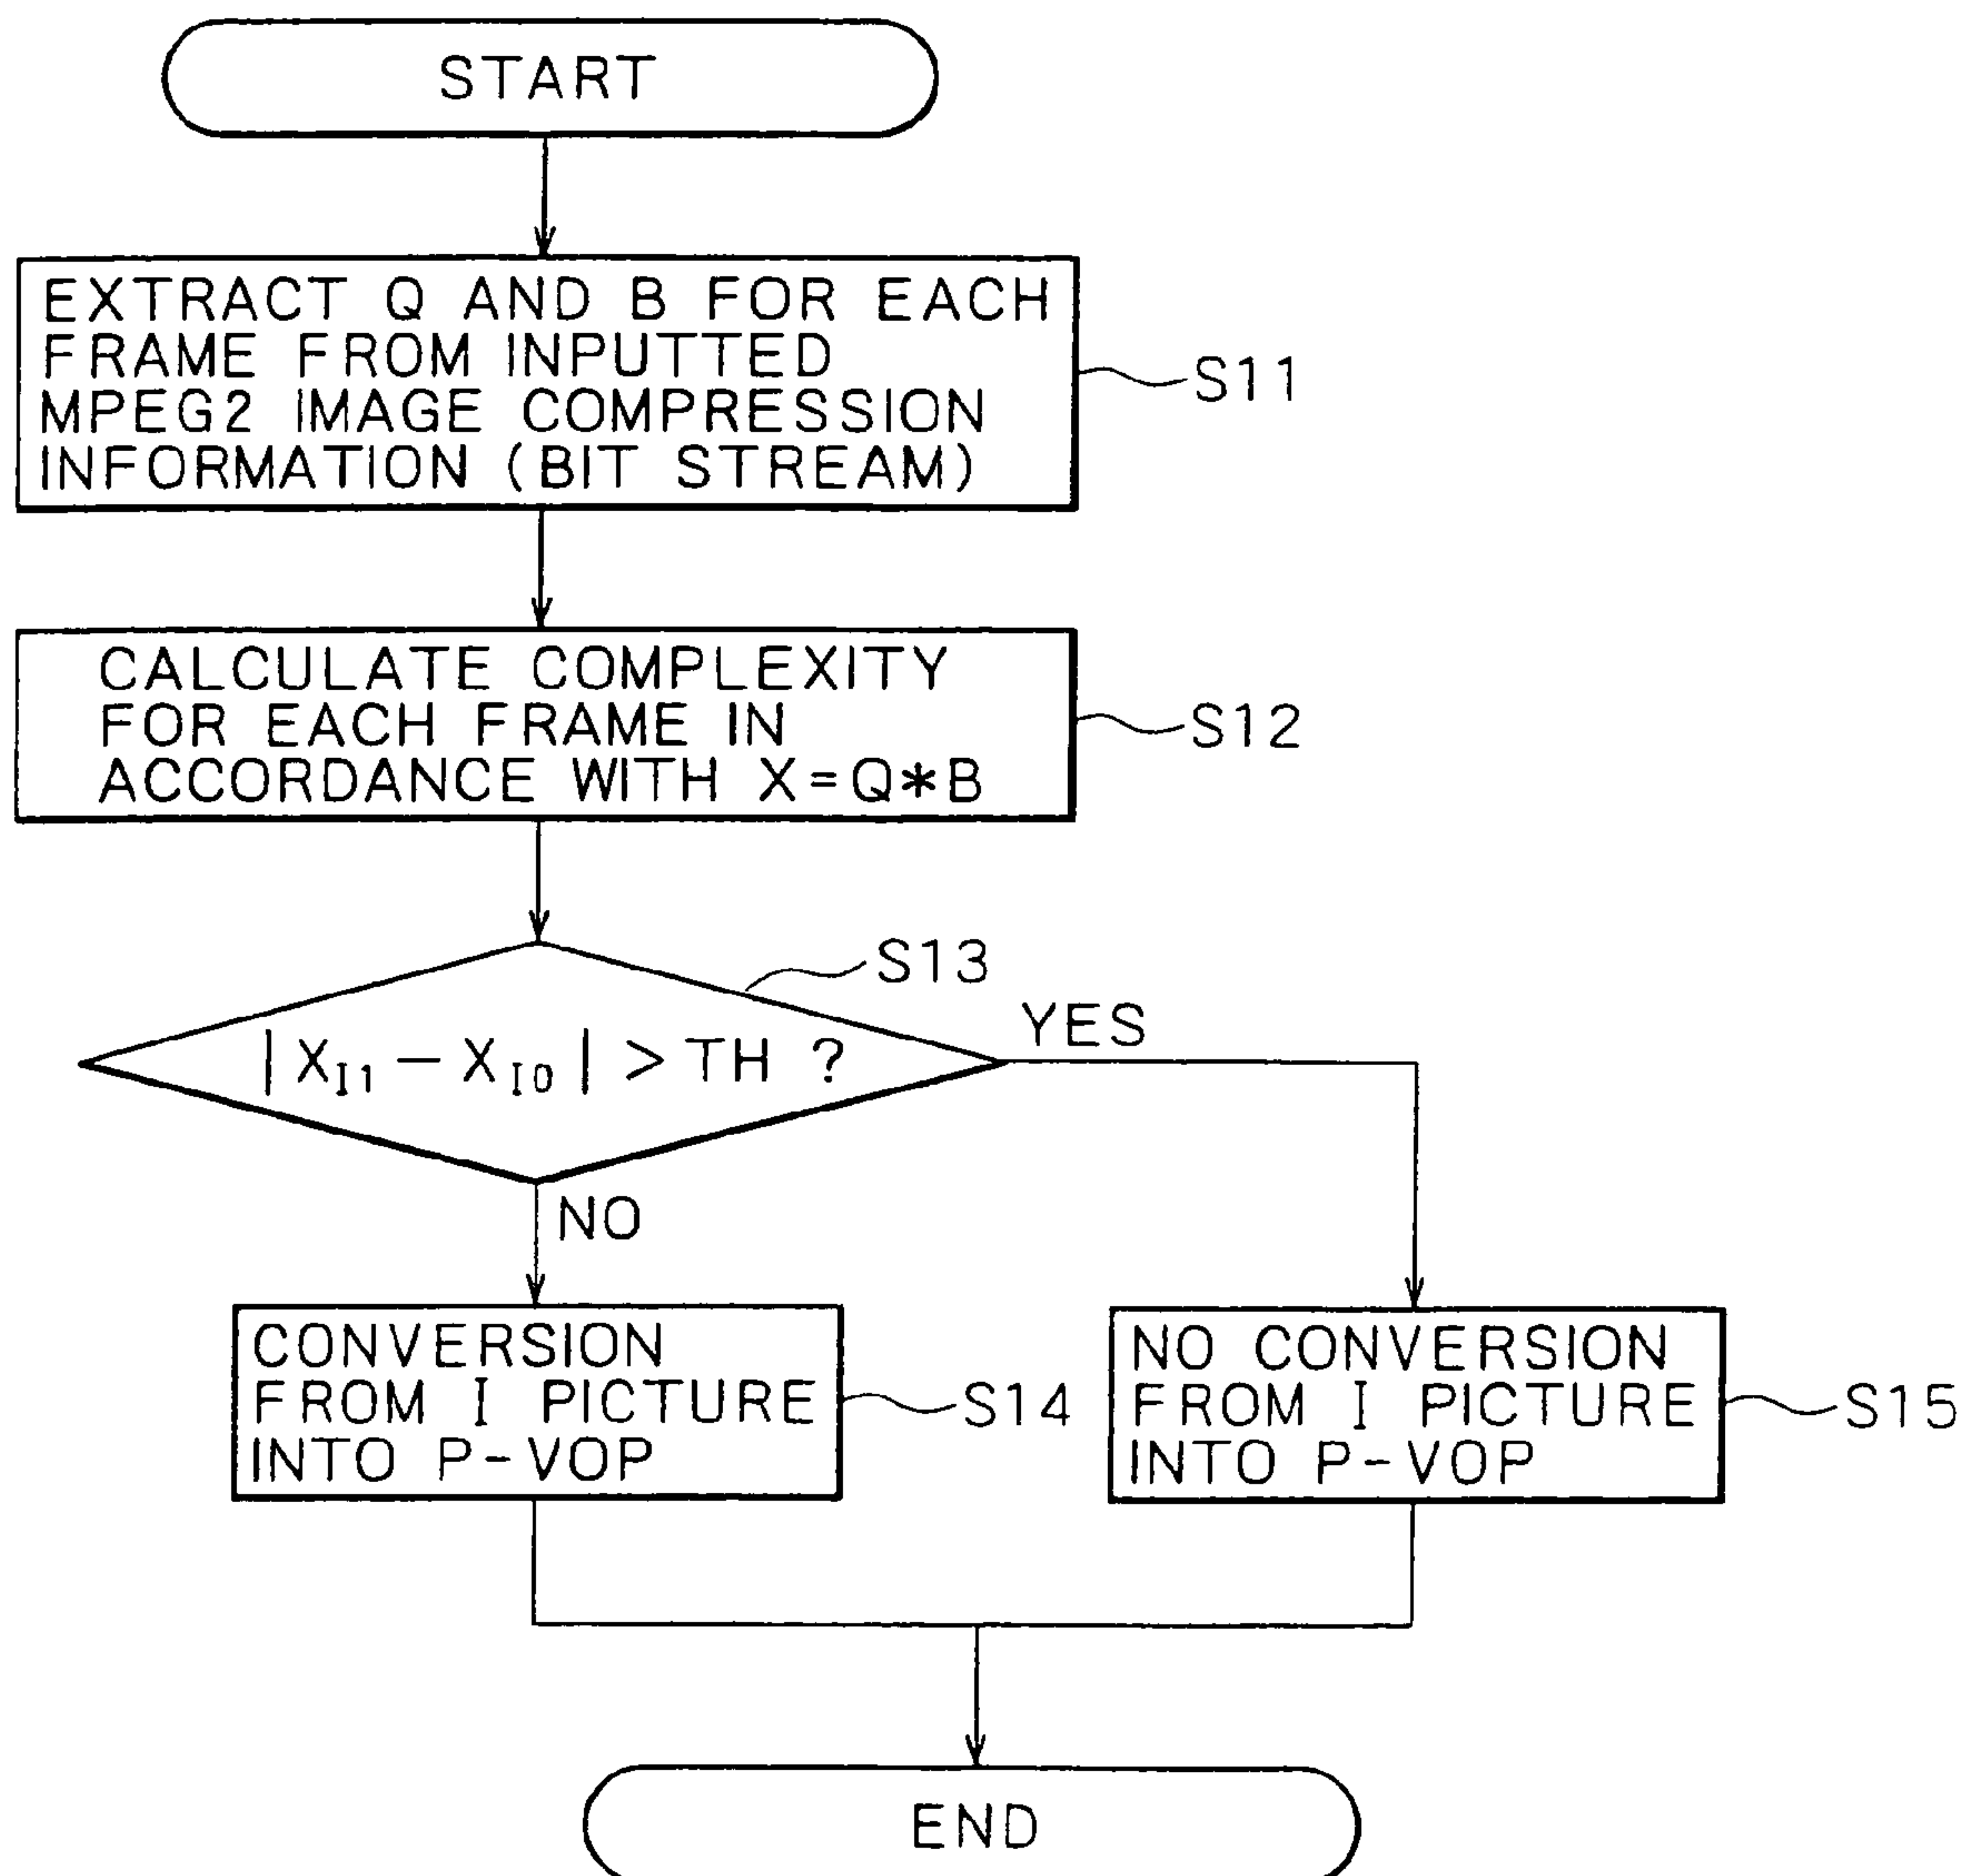 START
EXTRACT Q AND B FOR EACH
FRAME FROM INPUTTED
MPEG2 IMAGE COMPRESSION
INFORMATION (BIT STREAM)
S11
CALCULATE COMPLEXITY
FOR EACH FRAME IN
ACCORDANCE WITH X=Q*B
S12
S13
|X_I1 − X_I0| > TH ?
YES
NO
CONVERSION
FROM I PICTURE
INTO P-VOP
S14
NO CONVERSION
FROM I PICTURE
INTO P-VOP
S15
END